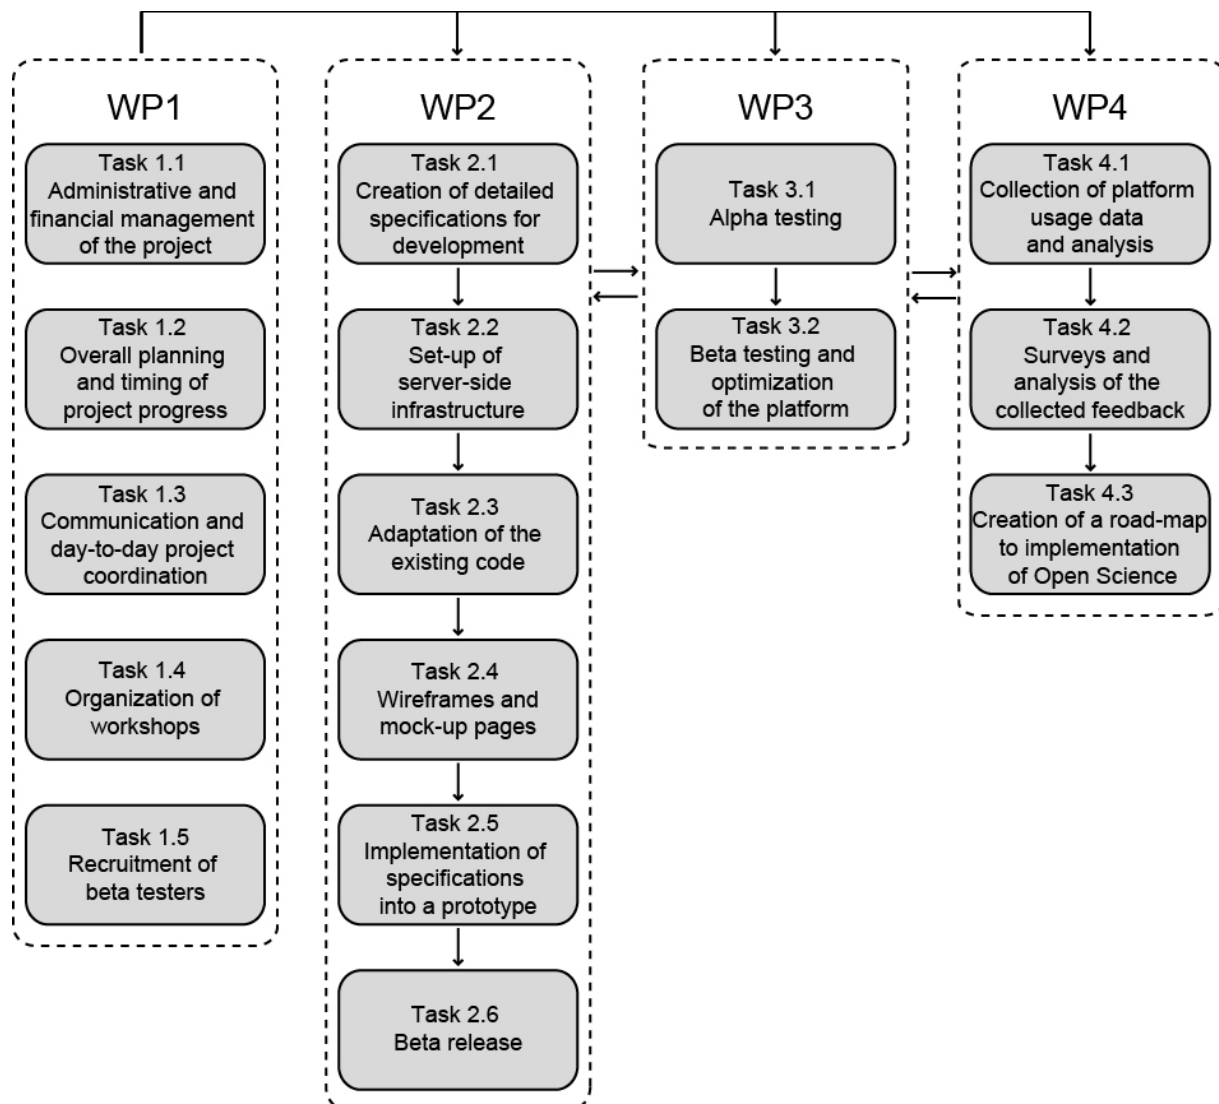 WP1
Task 1.1
Administrative and
financial management
of the project
Task 1.2
Overall planning
and timing of
project progress
Task 1.3
Communication and
day-to-day project
coordination
Task 1.4
Organization of
workshops
Task 1.5
Recruitment of
beta testers
WP2
Task 2.1
Creation of detailed
specifications for
development
Task 2.2
Set-up of
server-side
infrastructure
Task 2.3
Adaptation of the
existing code
Task 2.4
Wireframes and
mock-up pages
Task 2.5
Implementation of
specifications
into a prototype
Task 2.6
Beta release
WP3
Task 3.1
Alpha testing
Task 3.2
Beta testing and
optimization
of the platform
WP4
Task 4.1
Collection of platform
usage data
and analysis
Task 4.2
Surveys and
analysis of the
collected feedback
Task 4.3
Creation of a road-map
to implementation
of Open Science